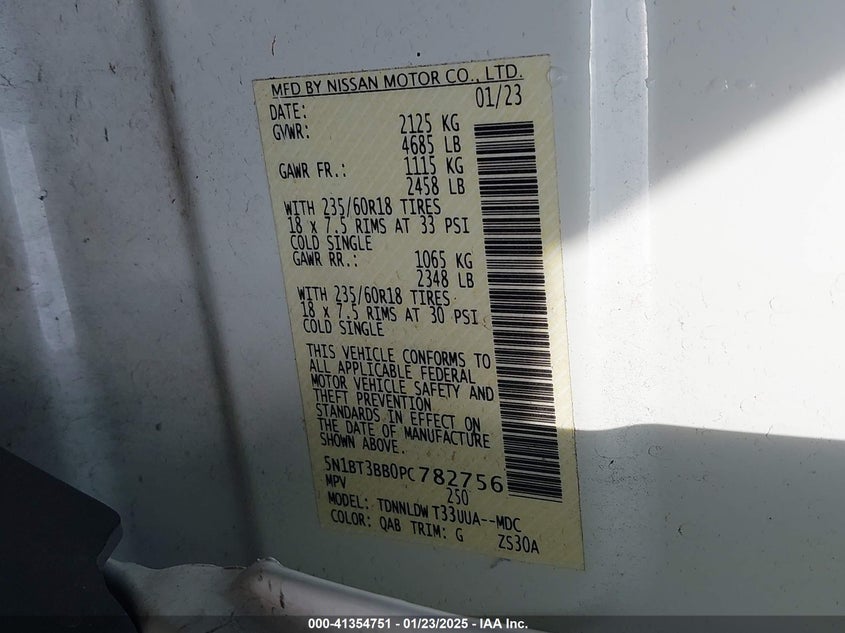 MFD BY NISSAN MOTOR CO., LTD.
DATE: 01/23
GVWR: 2125 KG
4685 LB
GAWR FR.: 1115 KG
2458 LB
WITH 235/60R18 TIRES
18 x 7.5 RIMS AT 33 PSI
COLD SINGLE
GAWR RR.: 1065 KG
2348 LB
WITH 235/60R18 TIRES
18 x 7.5 RIMS AT 30 PSI
COLD SINGLE
THIS VEHICLE CONFORMS TO
ALL APPLICABLE FEDERAL
MOTOR VEHICLE SAFETY AND
THEFT PREVENTION
STANDARDS IN EFFECT ON
THE DATE OF MANUFACTURE
SHOWN ABOVE.
5N1BT3BB0PC782756
MPV 250
MODEL: TDNNLDW T33UUA--MDC
COLOR: QAB TRIM: G ZS30A
000-41354751 - 01/23/2025 - IAA Inc.